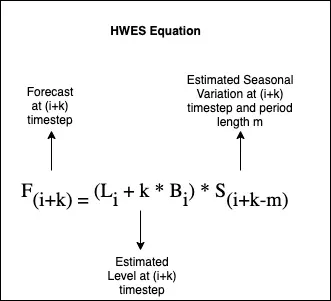 HWES Equation
Forecast
at (i+k)
timestep
Estimated Seasonal
Variation at (i+k)
timestep and period
length m
F(i+k) = (Li + k * Bi) * S(i+k-m)
Estimated
Level at (i+k)
timestep